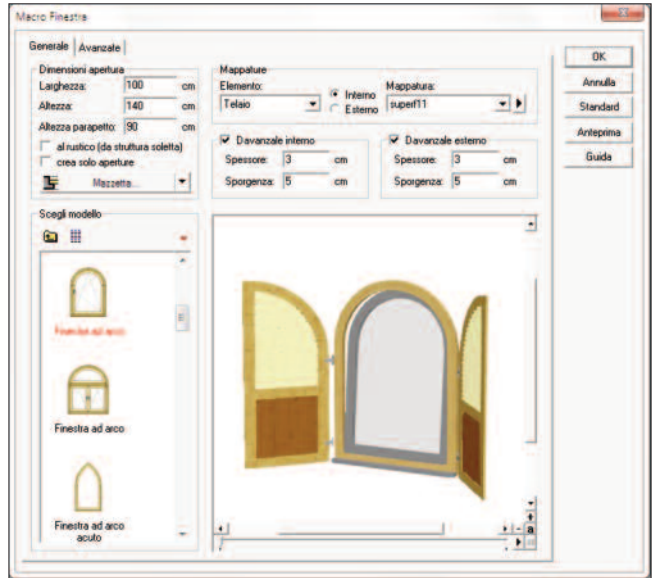 Macro Finestra
Generale
Avanzate
Dimensioni apertura
Larghezza: 100 cm
Altezza: 140 cm
Altezza parapetto: 90 cm
al rustico (da struttura soletta)
crea solo aperture
Mazzetta...
Mappature
Elemento:
Telaio
Interno
Esterno
Mappatura:
superf11
Davanzale interno
Spessore: 3 cm
Sporgenza: 5 cm
Davanzale esterno
Spessore: 3 cm
Sporgenza: 5 cm
OK
Annulla
Standard
Anteprima
Guida
Scegli modello
Finestra ad arco
Finestra ad arco
Finestra ad arco
acuto
a